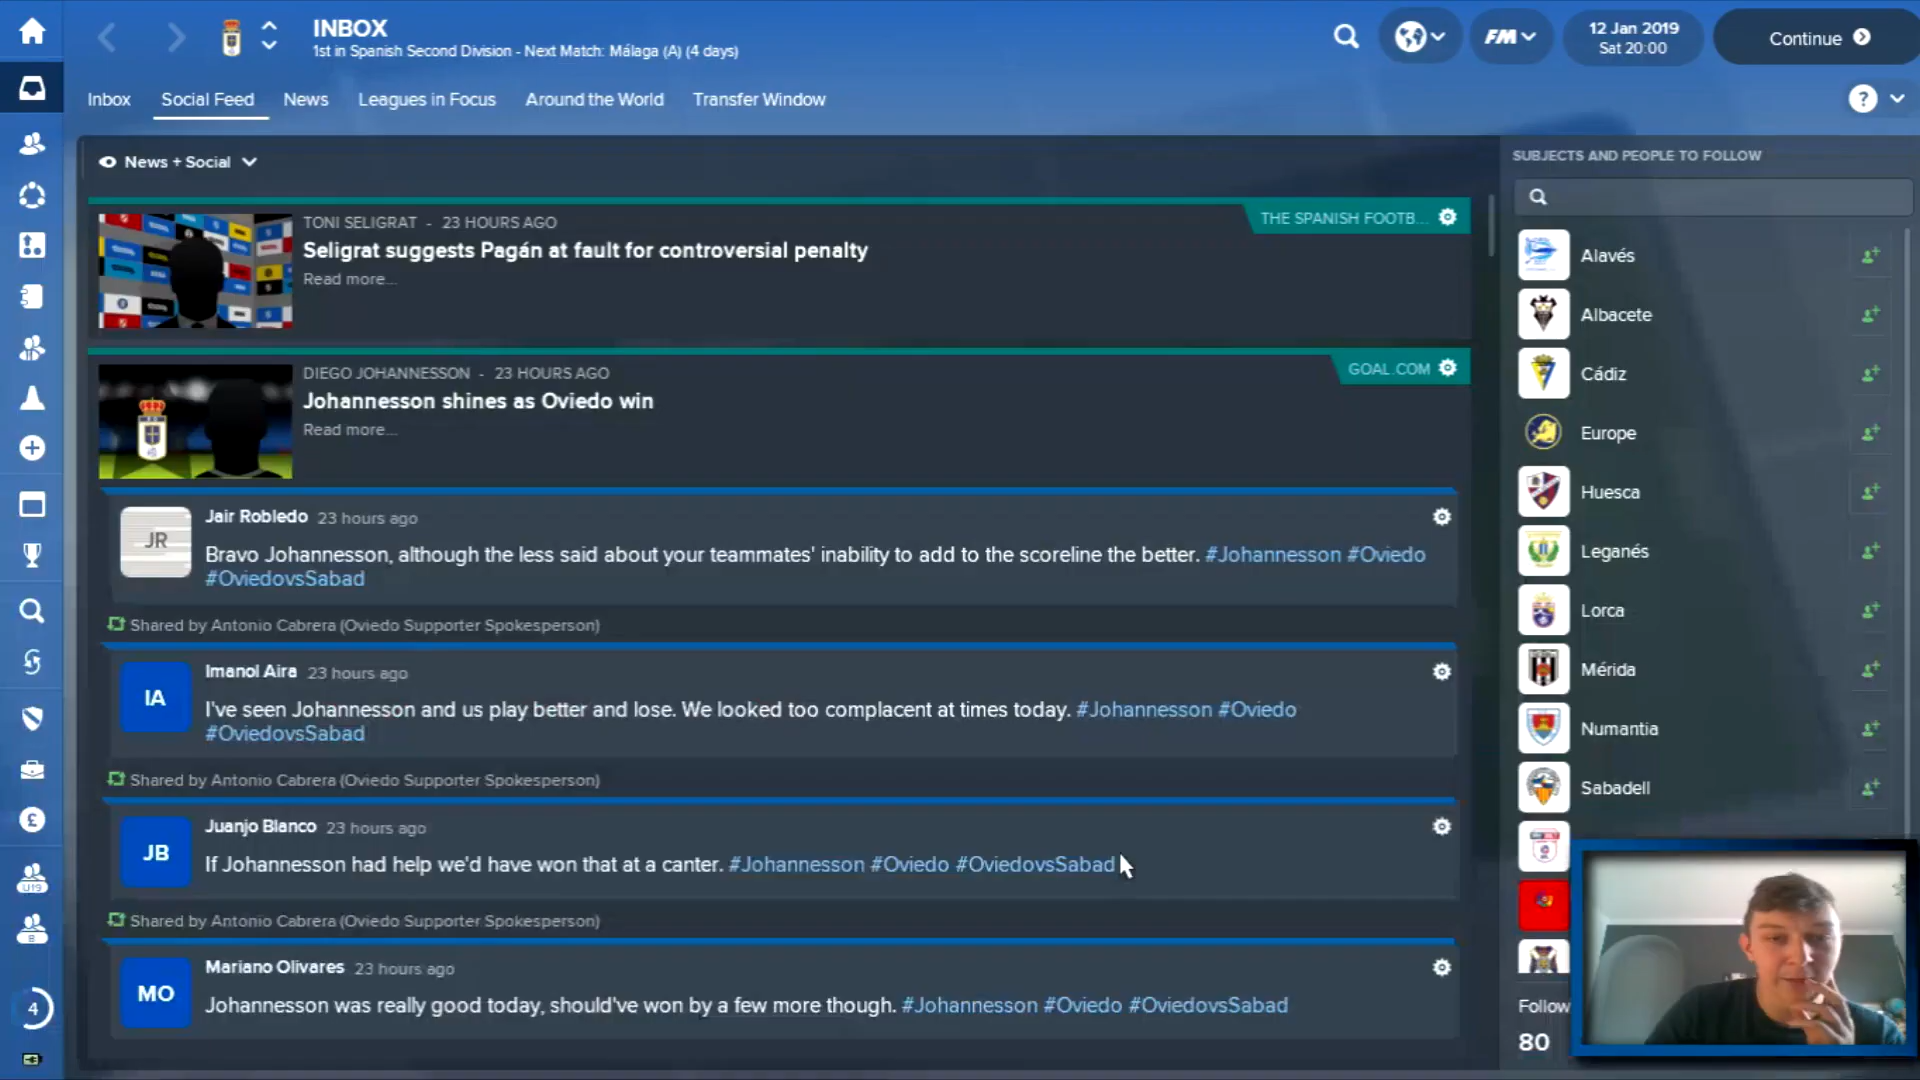 INBOX
1st in Spanish Second Division - Next Match: Málaga (A) (4 days)
FM
12 Jan 2019
Sat 20:00
Continue
Inbox
Social Feed
News
Leagues in Focus
Around the World
Transfer Window
?
News + Social
TONI SELIGRAT - 23 HOURS AGO
THE SPANISH FOOTB...
Seligrat suggests Pagán at fault for controversial penalty
Read more...
DIEGO JOHANNESSON - 23 HOURS AGO
GOAL.COM
Johannesson shines as Oviedo win
Read more...
JR
Jair Robledo 23 hours ago
Bravo Johannesson, although the less said about your teammates' inability to add to the scoreline the better. #Johannesson #Oviedo
#OviedovsSabad
Shared by Antonio Cabrera (Oviedo Supporter Spokesperson)
IA
Imanol Aira 23 hours ago
I've seen Johannesson and us play better and lose. We looked too complacent at times today. #Johannesson #Oviedo
#OviedovsSabad
Shared by Antonio Cabrera (Oviedo Supporter Spokesperson)
JB
Juanjo Blanco 23 hours ago
If Johannesson had help we'd have won that at a canter. #Johannesson #Oviedo #OviedovsSabad
Shared by Antonio Cabrera (Oviedo Supporter Spokesperson)
MO
Mariano Olivares 23 hours ago
Johannesson was really good today, should've won by a few more though. #Johannesson #Oviedo #OviedovsSabad
SUBJECTS AND PEOPLE TO FOLLOW
Alavés
Albacete
Cádiz
Europe
Huesca
Leganés
Lorca
Mérida
Numantia
Sabadell
Follow
80
£
U19
B
4